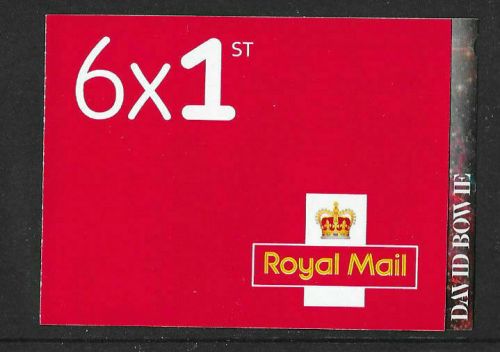 6x1ST
Royal Mail
DAVID BOWIE